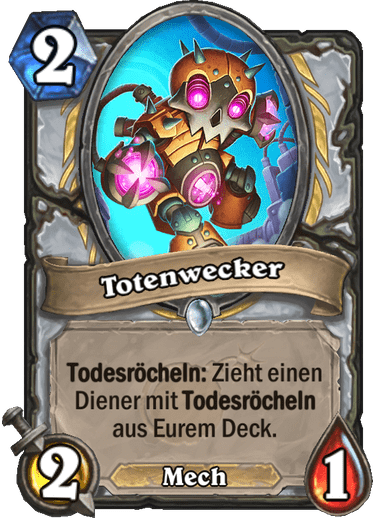 2
Totenwecker
Todesröcheln: Zieht einen
Diener mit Todesröcheln
aus Eurem Deck.
2
Mech
1